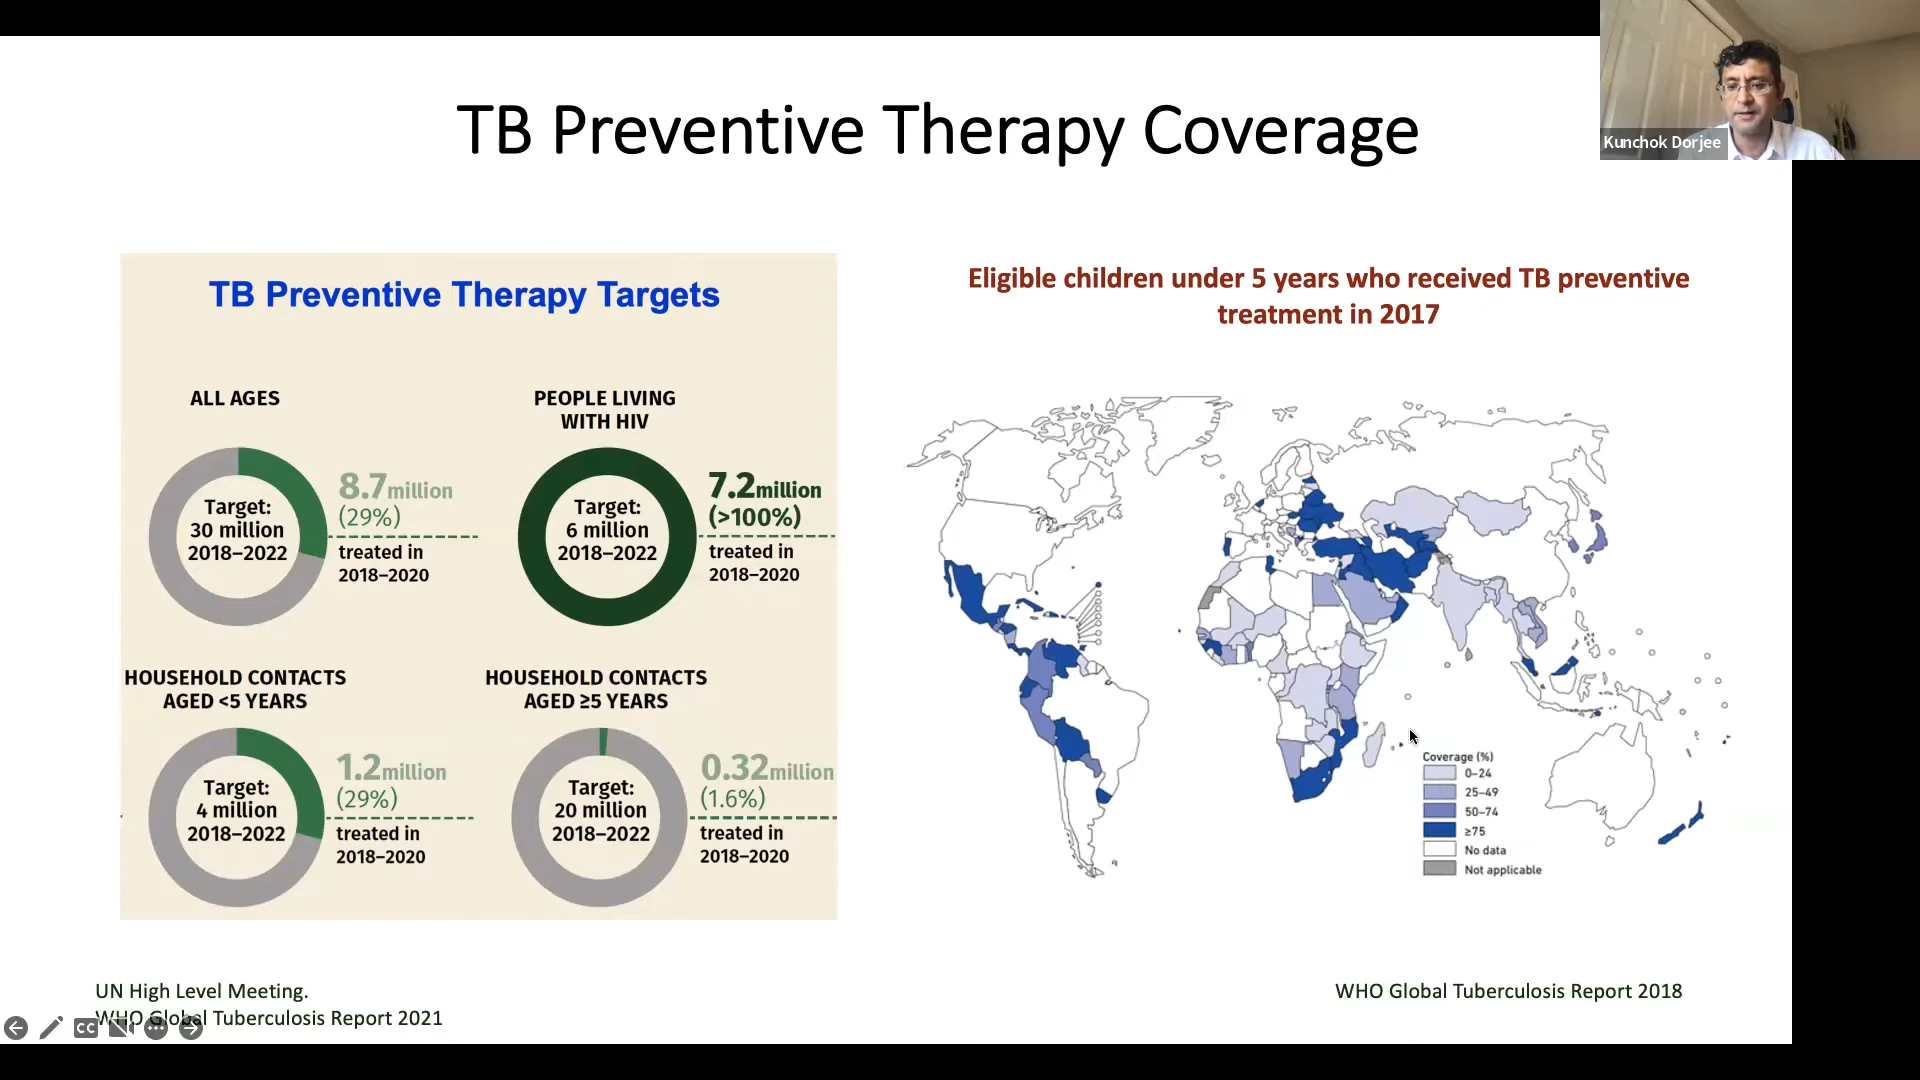 Kunchok Dorjee
TB Preventive Therapy Coverage
TB Preventive Therapy Targets
ALL AGES
Target:
30 million
2018–2022
8.7million
(29%)
treated in
2018–2020
PEOPLE LIVING
WITH HIV
Target:
6 million
2018–2022
7.2million
(>100%)
treated in
2018–2020
HOUSEHOLD CONTACTS
AGED <5 YEARS
Target:
4 million
2018–2022
1.2million
(29%)
treated in
2018–2020
HOUSEHOLD CONTACTS
AGED ≥5 YEARS
Target:
20 million
2018–2022
0.32million
(1.6%)
treated in
2018–2020
Eligible children under 5 years who received TB preventive
treatment in 2017
Coverage (%)
0–24
25–49
50–74
≥75
No data
Not applicable
UN High Level Meeting.
WHO Global Tuberculosis Report 2021
CC
WHO Global Tuberculosis Report 2018